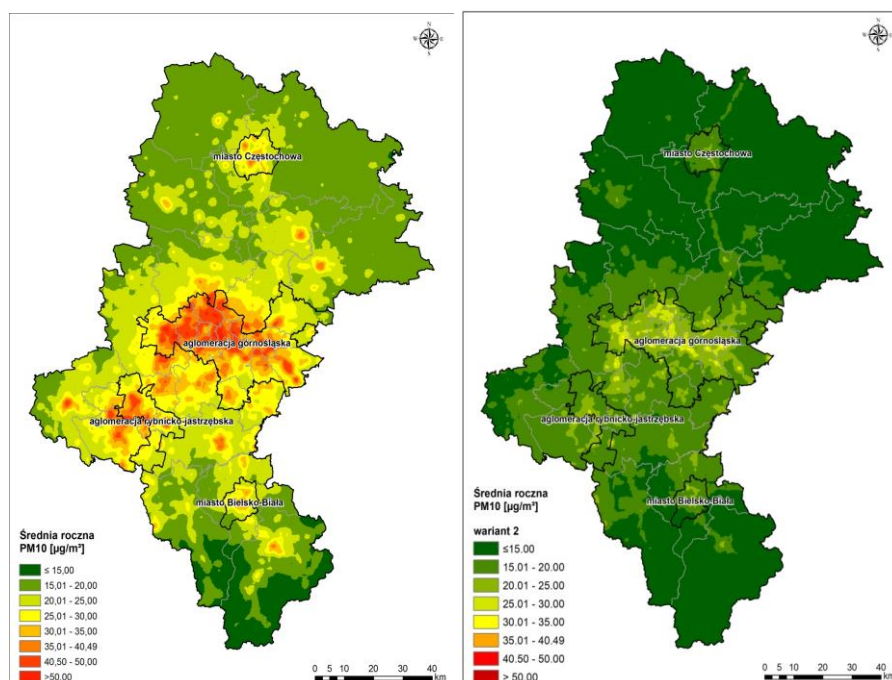 N
W
E
S
miasto Częstochowa
aglomeracja górnośląska
aglomeracja rybnicko-jastrzębska
miasto Bielsko-Biała
Średnia roczna
PM10 [µg/m³]
≤ 15,00
15,01 - 20,00
20,01 - 25,00
25,01 - 30,00
30,01 - 35,00
35,01 - 40,49
40,50 - 50,00
>50,00
0 5 10 20 30 40
km
N
W
E
S
miasto Częstochowa
aglomeracja górnośląska
aglomeracja rybnicko-jastrzębska
miasto Bielsko-Biała
Średnia roczna
PM10 [µg/m³]
wariant 2
≤15.00
15.01 - 20.00
20.01 - 25.00
25.01 - 30.00
30.01 - 35.00
35.01 - 40.49
40.50 - 50.00
> 50.00
0 5 10 20 30 40
km